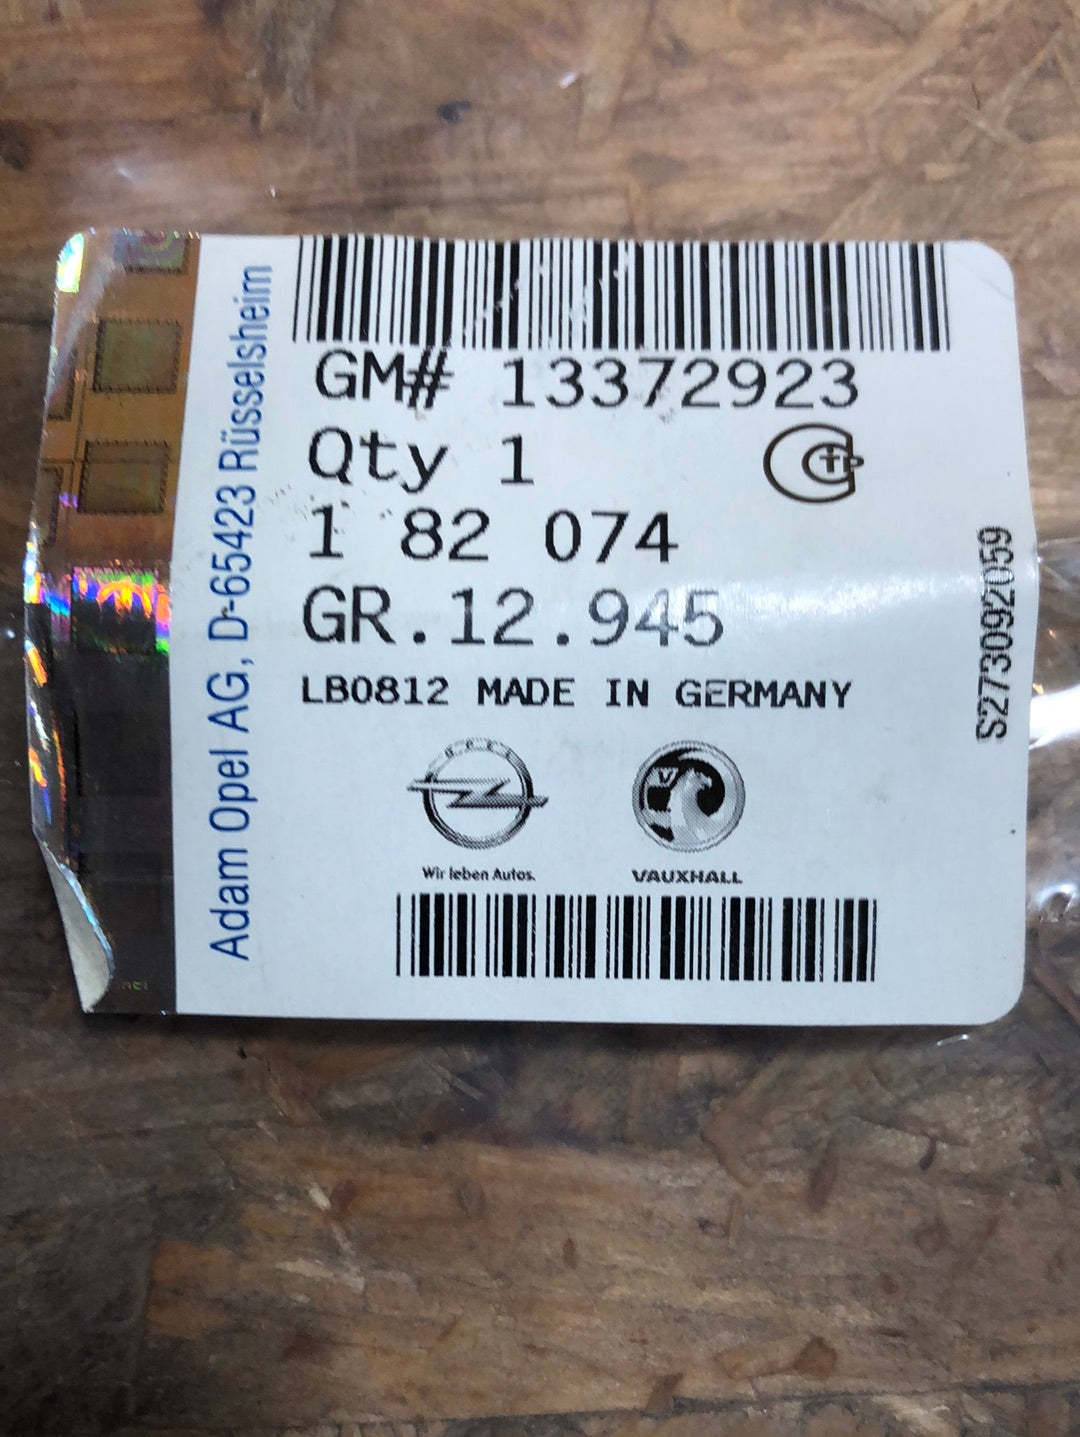 GM# 13372923
Qty 1
1 82 074
GR.12.945
LB0812 MADE IN GERMANY
OPEL
Wir leben Autos.
VAUXHALL
Adam Opel AG, D-65423 Rüsselsheim
S273092059